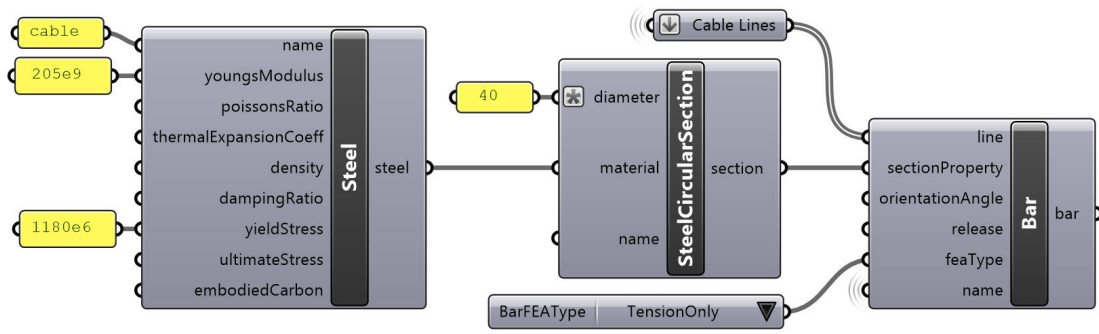 cable
205e9
1180e6
name
youngsModulus
poissonsRatio
thermalExpansionCoeff
density
dampingRatio
yieldStress
ultimateStress
embodiedCarbon
Steel
steel
40
diameter
material
name
SteelCircularSection
section
Cable Lines
BarFEAType
TensionOnly
line
sectionProperty
orientationAngle
release
feaType
name
Bar
bar